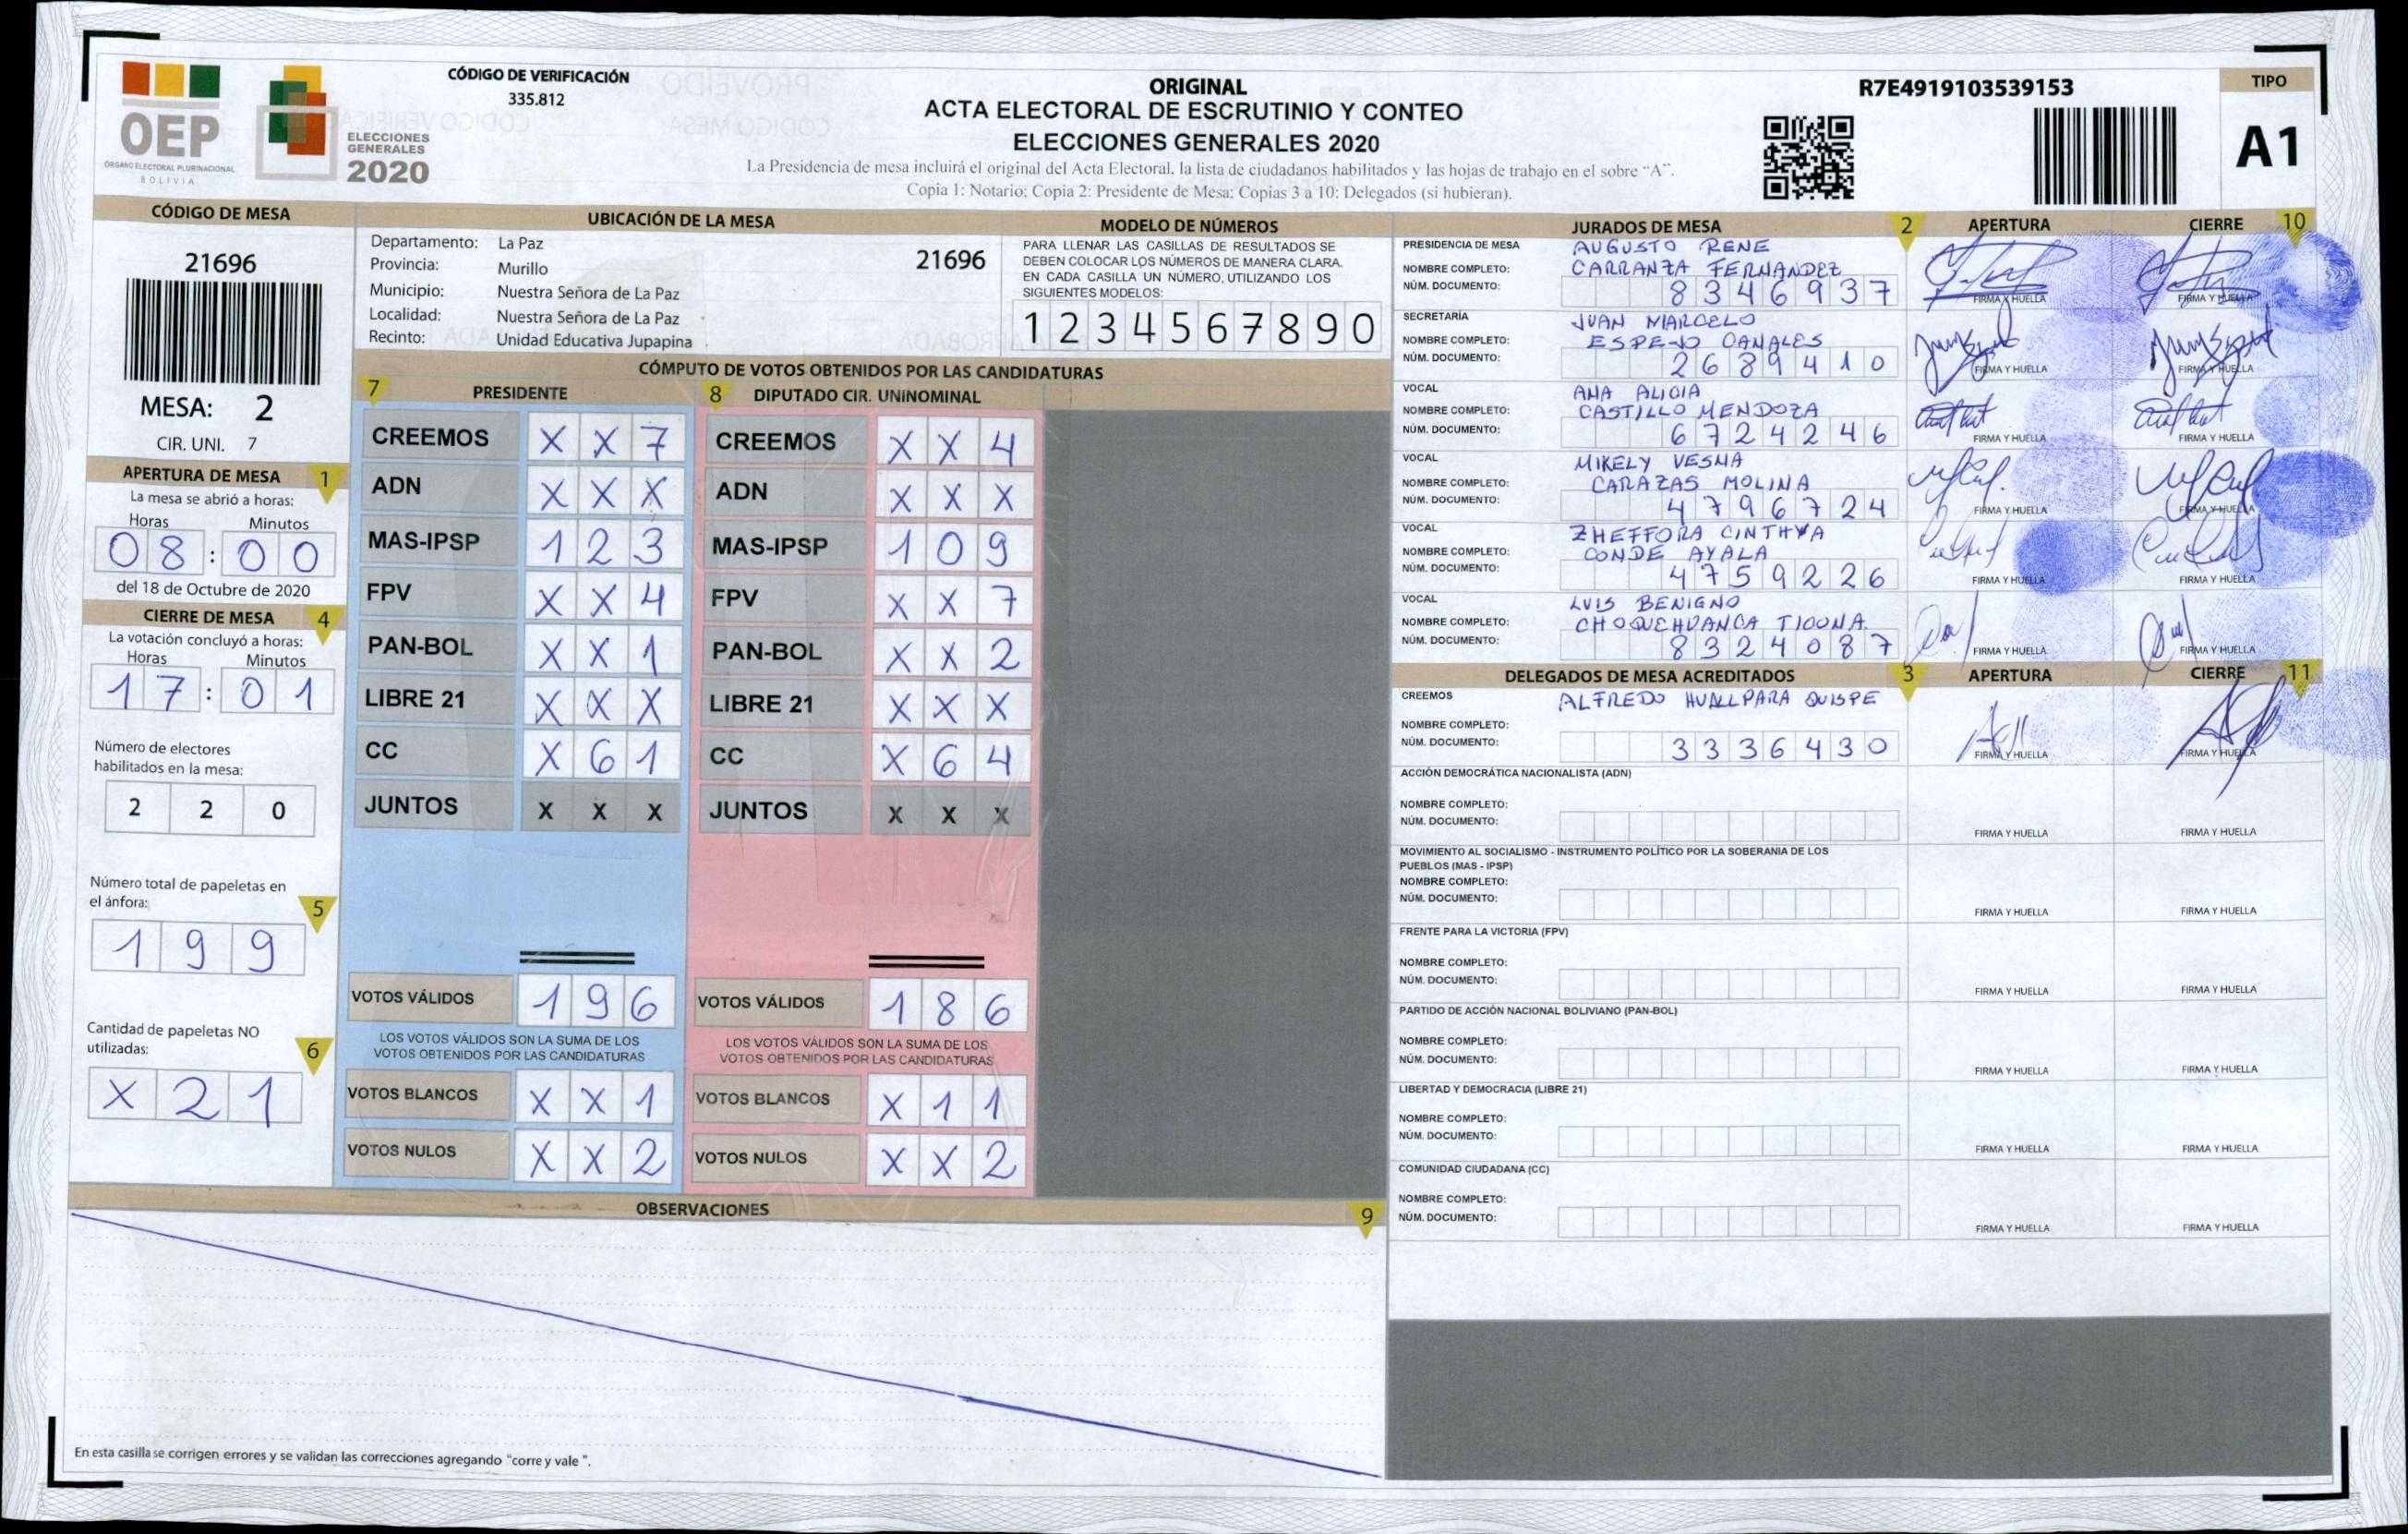 OEP
ÓRGANO ELECTORAL PLURINACIONAL
BOLIVIA
ELECCIONES
GENERALES
2020
CÓDIGO DE VERIFICACIÓN
335.812
ORIGINAL
ACTA ELECTORAL DE ESCRUTINIO Y CONTEO
ELECCIONES GENERALES 2020
La Presidencia de mesa incluirá el original del Acta Electoral, la lista de ciudadanos habilitados y las hojas de trabajo en el sobre "A".
Copia 1: Notario; Copia 2: Presidente de Mesa; Copias 3 a 10: Delegados (si hubieran).
R7E4919103539153
TIPO
A1
CÓDIGO DE MESA
21696
MESA: 2
CIR. UNI. 7
APERTURA DE MESA 1
La mesa se abrió a horas:
Horas Minutos
08:00
del 18 de Octubre de 2020
CIERRE DE MESA 4
La votación concluyó a horas:
Horas Minutos
17:01
Número de electores
habilitados en la mesa:
2 2 0
Número total de papeletas en
el ánfora: 5
1 9 9
Cantidad de papeletas NO
utilizadas: 6
X 2 1
UBICACIÓN DE LA MESA
Departamento: La Paz 21696
Provincia: Murillo
Municipio: Nuestra Señora de La Paz
Localidad: Nuestra Señora de La Paz
Recinto: Unidad Educativa Jupapina
MODELO DE NÚMEROS
PARA LLENAR LAS CASILLAS DE RESULTADOS SE
DEBEN COLOCAR LOS NÚMEROS DE MANERA CLARA.
EN CADA CASILLA UN NÚMERO, UTILIZANDO LOS
SIGUIENTES MODELOS:
1 2 3 4 5 6 7 8 9 0
CÓMPUTO DE VOTOS OBTENIDOS POR LAS CANDIDATURAS
7 PRESIDENTE
CREEMOS X X 7
ADN X X X
MAS-IPSP 1 2 3
FPV X X 4
PAN-BOL X X 1
LIBRE 21 X X X
CC X 6 1
JUNTOS X X X
VOTOS VÁLIDOS 1 9 6
LOS VOTOS VÁLIDOS SON LA SUMA DE LOS
VOTOS OBTENIDOS POR LAS CANDIDATURAS
VOTOS BLANCOS X X 1
VOTOS NULOS X X 2
8 DIPUTADO CIR. UNINOMINAL
CREEMOS X X 4
ADN X X X
MAS-IPSP 1 0 9
FPV X X 7
PAN-BOL X X 2
LIBRE 21 X X X
CC X 6 4
JUNTOS X X X
VOTOS VÁLIDOS 1 8 6
LOS VOTOS VÁLIDOS SON LA SUMA DE LOS
VOTOS OBTENIDOS POR LAS CANDIDATURAS
VOTOS BLANCOS X 1 1
VOTOS NULOS X X 2
OBSERVACIONES 9
En esta casilla se corrigen errores y se validan las correcciones agregando "corre y vale ".
JURADOS DE MESA 2 APERTURA CIERRE 10
PRESIDENCIA DE MESA AUGUSTO RENE
NOMBRE COMPLETO: CARRANZA FERNANDEZ
NÚM. DOCUMENTO: 8346937 FIRMA Y HUELLA FIRMA Y HUELLA
SECRETARÍA JUAN MARCELO
NOMBRE COMPLETO: ESPEJO CANALES
NÚM. DOCUMENTO: 2689410 FIRMA Y HUELLA FIRMA Y HUELLA
VOCAL ANA ALICIA
NOMBRE COMPLETO: CASTILLO MENDOZA
NÚM. DOCUMENTO: 6724246 FIRMA Y HUELLA FIRMA Y HUELLA
VOCAL MIKELY VESNA
NOMBRE COMPLETO: CARAZAS MOLINA
NÚM. DOCUMENTO: 4796724 FIRMA Y HUELLA FIRMA Y HUELLA
VOCAL ZHEFFORA CINTHYA
NOMBRE COMPLETO: CONDE AYALA
NÚM. DOCUMENTO: 4759226 FIRMA Y HUELLA FIRMA Y HUELLA
VOCAL LUIS BENIGNO
NOMBRE COMPLETO: CHOQUEHUANCA TICONA
NÚM. DOCUMENTO: 8324087 FIRMA Y HUELLA FIRMA Y HUELLA
DELEGADOS DE MESA ACREDITADOS 3 APERTURA CIERRE 11
CREEMOS ALFREDO HUALLPARA QUISPE
NOMBRE COMPLETO:
NÚM. DOCUMENTO: 3336430 FIRMA Y HUELLA FIRMA Y HUELLA
ACCIÓN DEMOCRÁTICA NACIONALISTA (ADN)
NOMBRE COMPLETO:
NÚM. DOCUMENTO: FIRMA Y HUELLA FIRMA Y HUELLA
MOVIMIENTO AL SOCIALISMO - INSTRUMENTO POLÍTICO POR LA SOBERANIA DE LOS
PUEBLOS (MAS - IPSP)
NOMBRE COMPLETO:
NÚM. DOCUMENTO: FIRMA Y HUELLA FIRMA Y HUELLA
FRENTE PARA LA VICTORIA (FPV)
NOMBRE COMPLETO:
NÚM. DOCUMENTO: FIRMA Y HUELLA FIRMA Y HUELLA
PARTIDO DE ACCIÓN NACIONAL BOLIVIANO (PAN-BOL)
NOMBRE COMPLETO:
NÚM. DOCUMENTO: FIRMA Y HUELLA FIRMA Y HUELLA
LIBERTAD Y DEMOCRACIA (LIBRE 21)
NOMBRE COMPLETO:
NÚM. DOCUMENTO: FIRMA Y HUELLA FIRMA Y HUELLA
COMUNIDAD CIUDADANA (CC)
NOMBRE COMPLETO:
NÚM. DOCUMENTO: FIRMA Y HUELLA FIRMA Y HUELLA